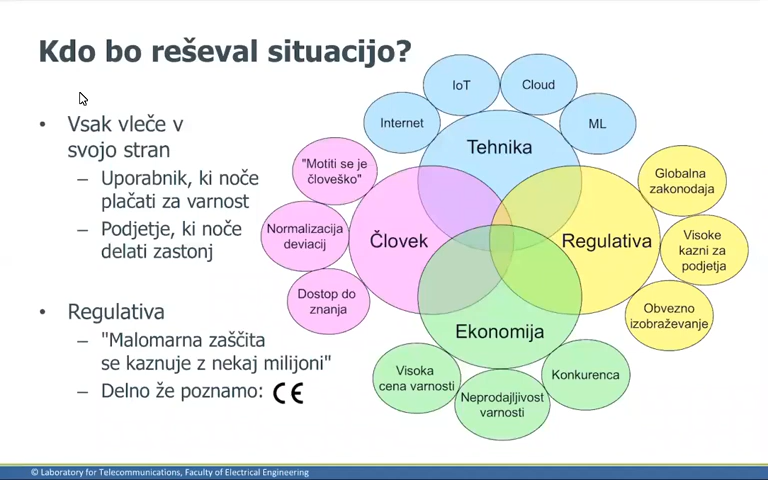 Kdo bo reševal situacijo?
• Vsak vleče v
svojo stran
– Uporabnik, ki noče
plačati za varnost
– Podjetje, ki noče
delati zastonj
• Regulativa
– "Malomarna zaščita
se kaznuje z nekaj milijoni"
– Delno že poznamo: CE
IoT
Cloud
Internet
ML
Tehnika
"Motiti se je
človeško"
Normalizacija
deviacij
Dostop do
znanja
Človek
Regulativa
Globalna
zakonodaja
Visoke
kazni za
podjetja
Obvezno
izobraževanje
Ekonomija
Visoka
cena varnosti
Neprodajljivost
varnosti
Konkurenca
© Laboratory for Telecommunications, Faculty of Electrical Engineering